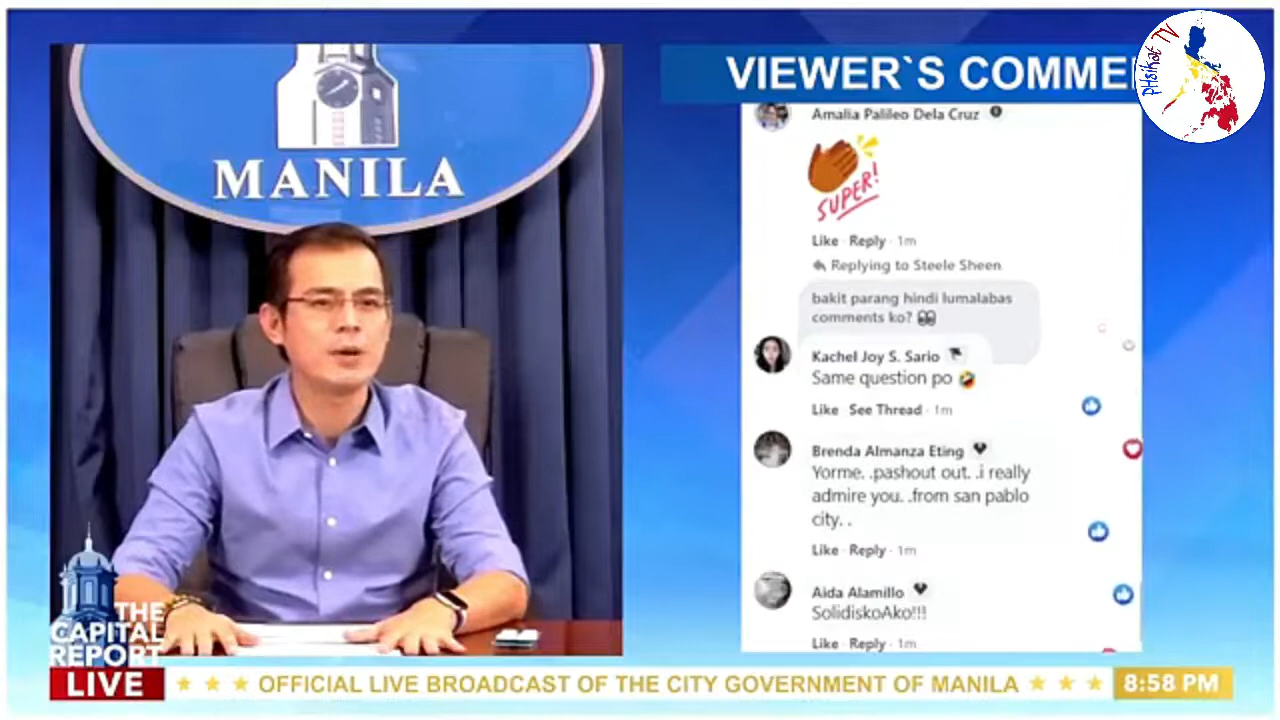 MANILA
VIEWER`S COMME
PHsikat TV
Amalia Palileo Dela Cruz
SUPER!
Like · Reply · 1m
Replying to Steele Sheen
bakit parang hindi lumalabas
comments ko?
Kachel Joy S. Sario
Same question po
Like See Thread · 1m
Brenda Almanza Eting
Yorme. .pashout out. .i really
admire you. .from san pablo
city. .
Like · Reply · 1m
Aida Alamillo
SolidiskoAko!!!
Like · Reply · 1m
THE
CAPITAL
REPORT
LIVE
OFFICIAL LIVE BROADCAST OF THE CITY GOVERNMENT OF MANILA
8:58 PM